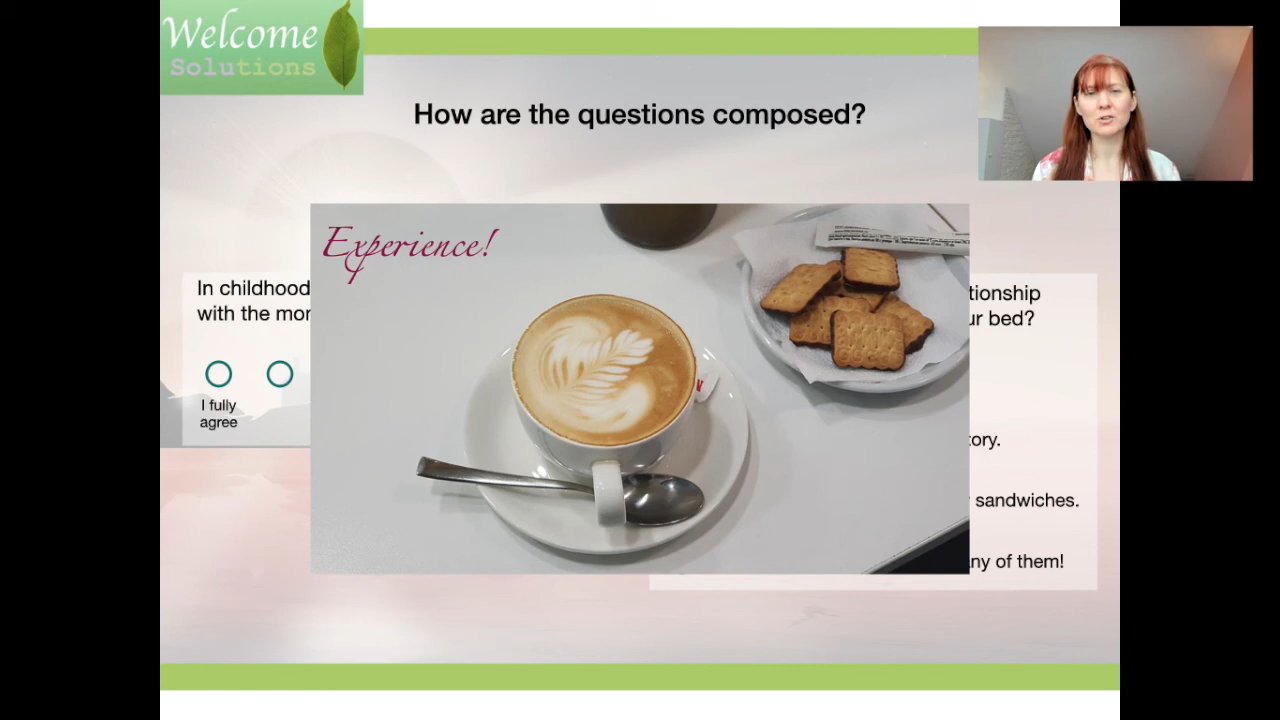 Welcome
Solutions
How are the questions composed?
Experience!
In childhood
with the mor
I fully
agree
tionship
ur bed?
tory.
sandwiches.
any of them!